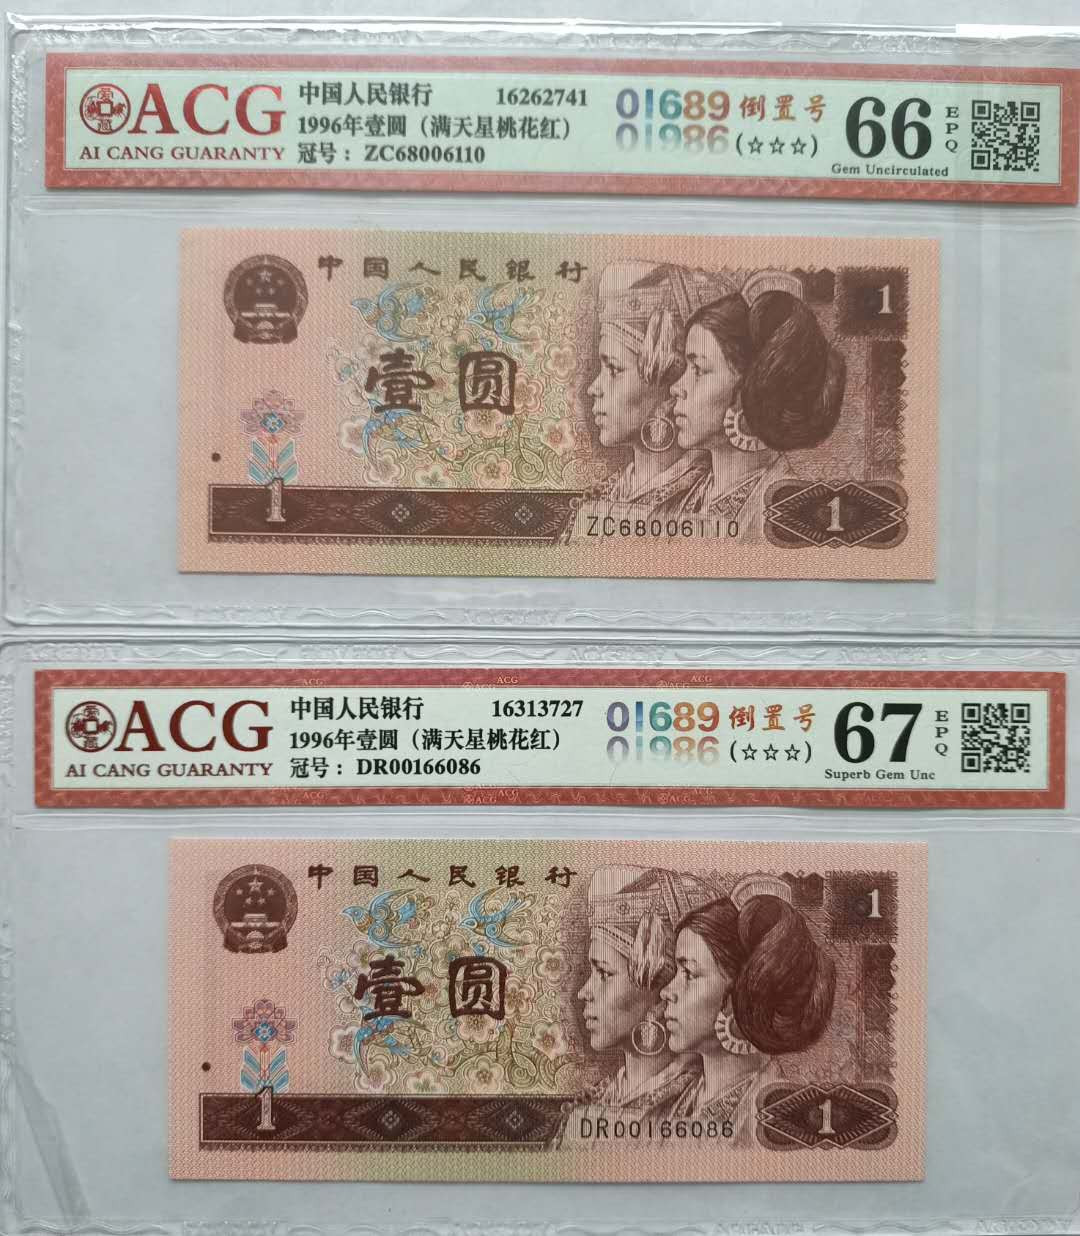 ACG
AI CANG GUARANTY
中国人民银行 16262741
1996年壹圆（满天星桃花红）
冠号： ZC68006110
01689 倒置号
(☆☆☆)
66
EPQ
Gem Uncirculated
中国人民银行
1
壹圆
1
ZC68006110
1
ACG
AI CANG GUARANTY
中国人民银行 16313727
1996年壹圆（满天星桃花红）
冠号： DR00166086
01689 倒置号
(☆☆☆)
67
EPQ
Superb Gem Unc
中国人民银行
1
壹圆
1
DR00166086
1